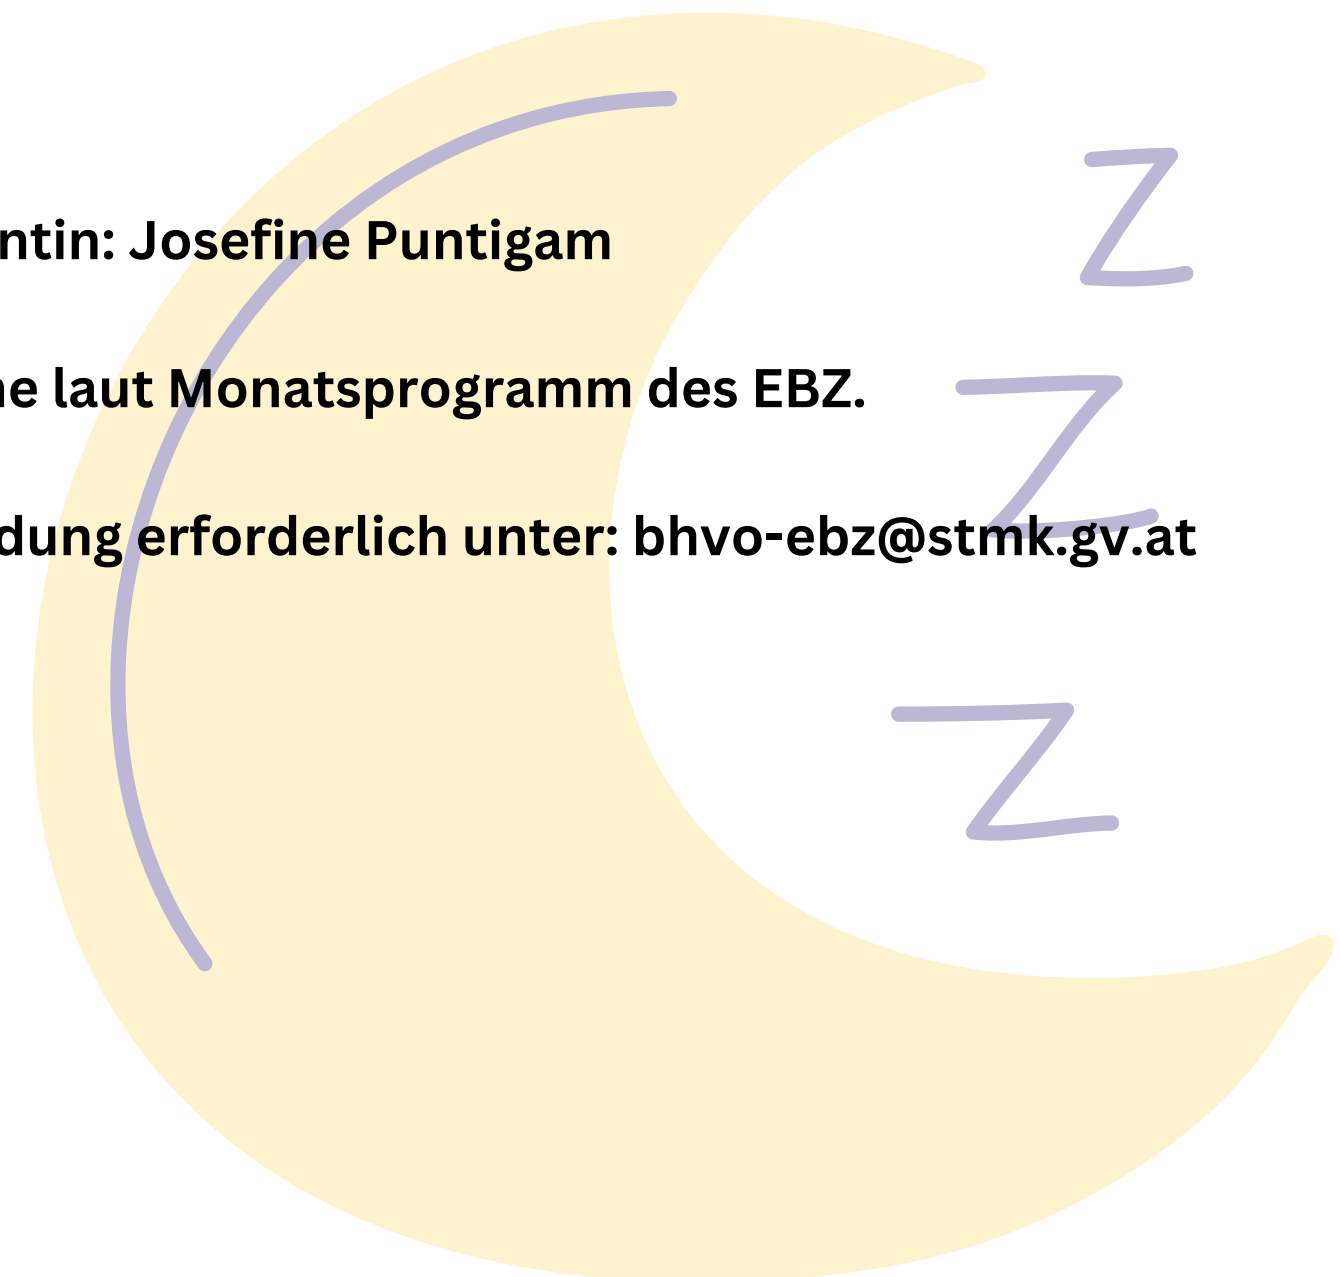 ntin: Josefine Puntigam
ne laut Monatsprogramm des EBZ.
dung erforderlich unter: bhvo-ebz@stmk.gv.at
Z
Z
Z